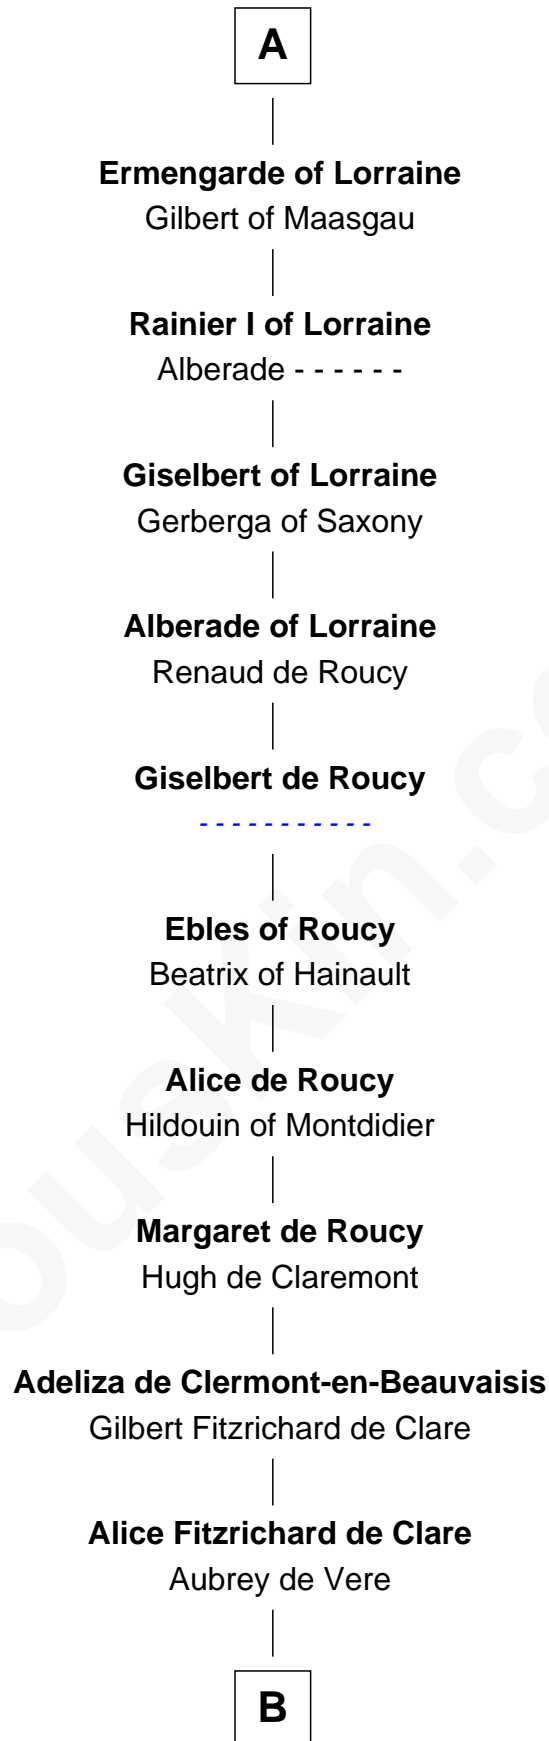 A
Ermengarde of Lorraine
Gilbert of Maasgau
Rainier I of Lorraine
Alberade - - - - - -
Giselbert of Lorraine
Gerberga of Saxony
Alberade of Lorraine
Renaud de Roucy
Giselbert de Roucy
- - - - - - - - - - -
Ebles of Roucy
Beatrix of Hainault
Alice de Roucy
Hildouin of Montdidier
Margaret de Roucy
Hugh de Claremont
Adeliza de Clermont-en-Beauvaisis
Gilbert Fitzrichard de Clare
Alice Fitzrichard de Clare
Aubrey de Vere
B